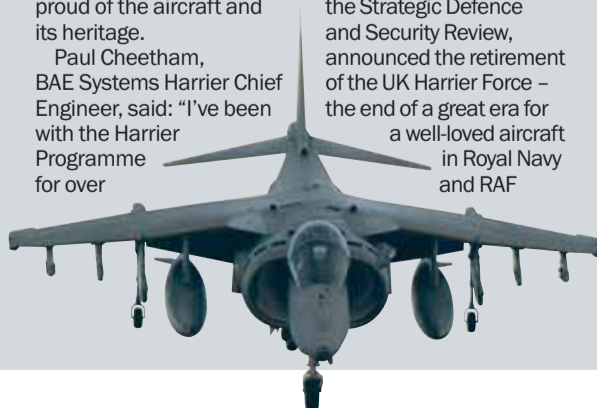 proud of the aircraft and
its heritage.
Paul Cheetham,
BAE Systems Harrier Chief
Engineer, said: “I’ve been
with the Harrier
Programme
for over
the Strategic Defence
and Security Review,
announced the retirement
of the UK Harrier Force –
the end of a great era for
a well-loved aircraft
in Royal Navy
and RAF